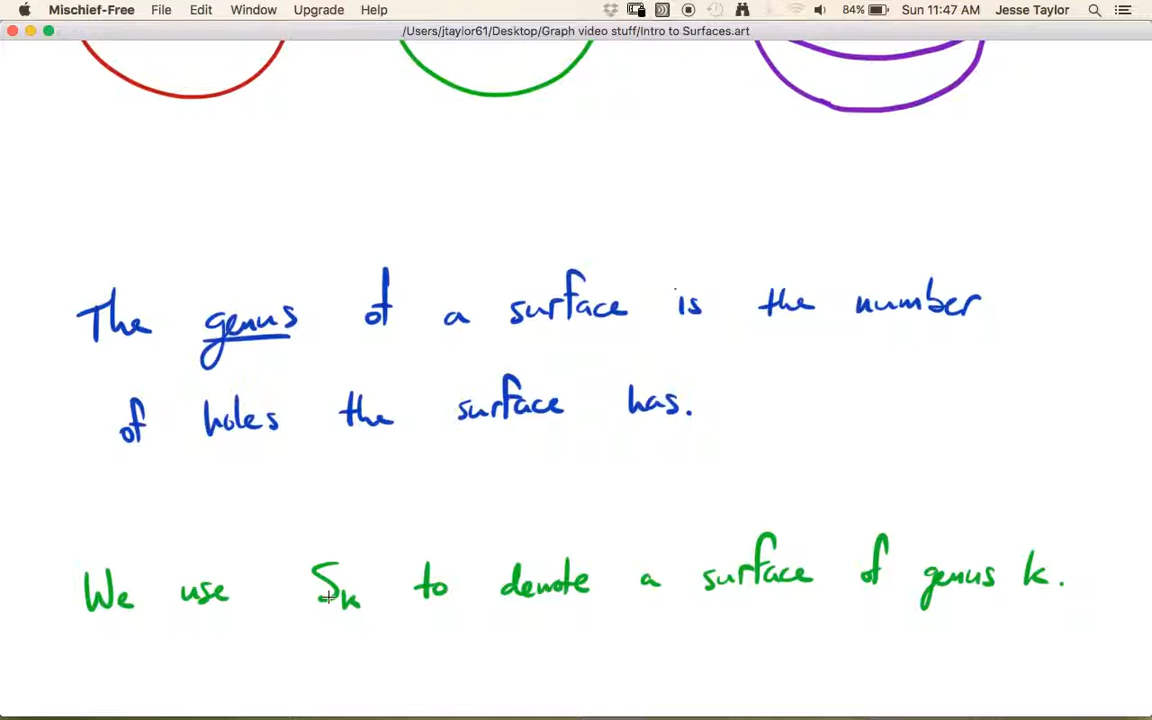 Mischief-Free File Edit Window Upgrade Help 84% Sun 11:47 AM Jesse Taylor
/Users/jtaylor61/Desktop/Graph video stuff/Intro to Surfaces.art
The genus of a surface is the number
of holes the surface has.
We use Sk to denote a surface of genus k.